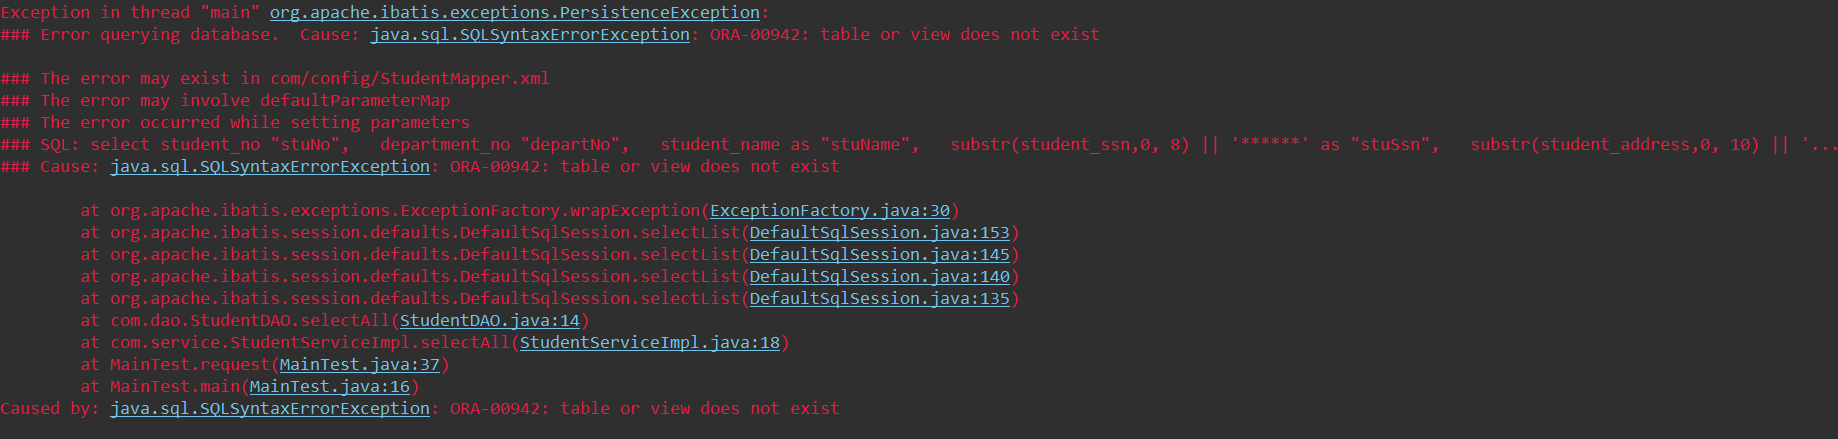 Exception in thread "main" org.apache.ibatis.exceptions.PersistenceException:
### Error querying database.  Cause: java.sql.SQLSyntaxErrorException: ORA-00942: table or view does not exist
### The error may exist in com/config/StudentMapper.xml
### The error may involve defaultParameterMap
### The error occurred while setting parameters
### SQL: select student_no "stuNo",   department_no "departNo",   student_name as "stuName",   substr(student_ssn,0, 8) || '******' as "stuSsn",   substr(student_address,0, 10) || '...
### Cause: java.sql.SQLSyntaxErrorException: ORA-00942: table or view does not exist
at org.apache.ibatis.exceptions.ExceptionFactory.wrapException(ExceptionFactory.java:30)
at org.apache.ibatis.session.defaults.DefaultSqlSession.selectList(DefaultSqlSession.java:153)
at org.apache.ibatis.session.defaults.DefaultSqlSession.selectList(DefaultSqlSession.java:145)
at org.apache.ibatis.session.defaults.DefaultSqlSession.selectList(DefaultSqlSession.java:140)
at org.apache.ibatis.session.defaults.DefaultSqlSession.selectList(DefaultSqlSession.java:135)
at com.dao.StudentDAO.selectAll(StudentDAO.java:14)
at com.service.StudentServiceImpl.selectAll(StudentServiceImpl.java:18)
at MainTest.request(MainTest.java:37)
at MainTest.main(MainTest.java:16)
Caused by: java.sql.SQLSyntaxErrorException: ORA-00942: table or view does not exist